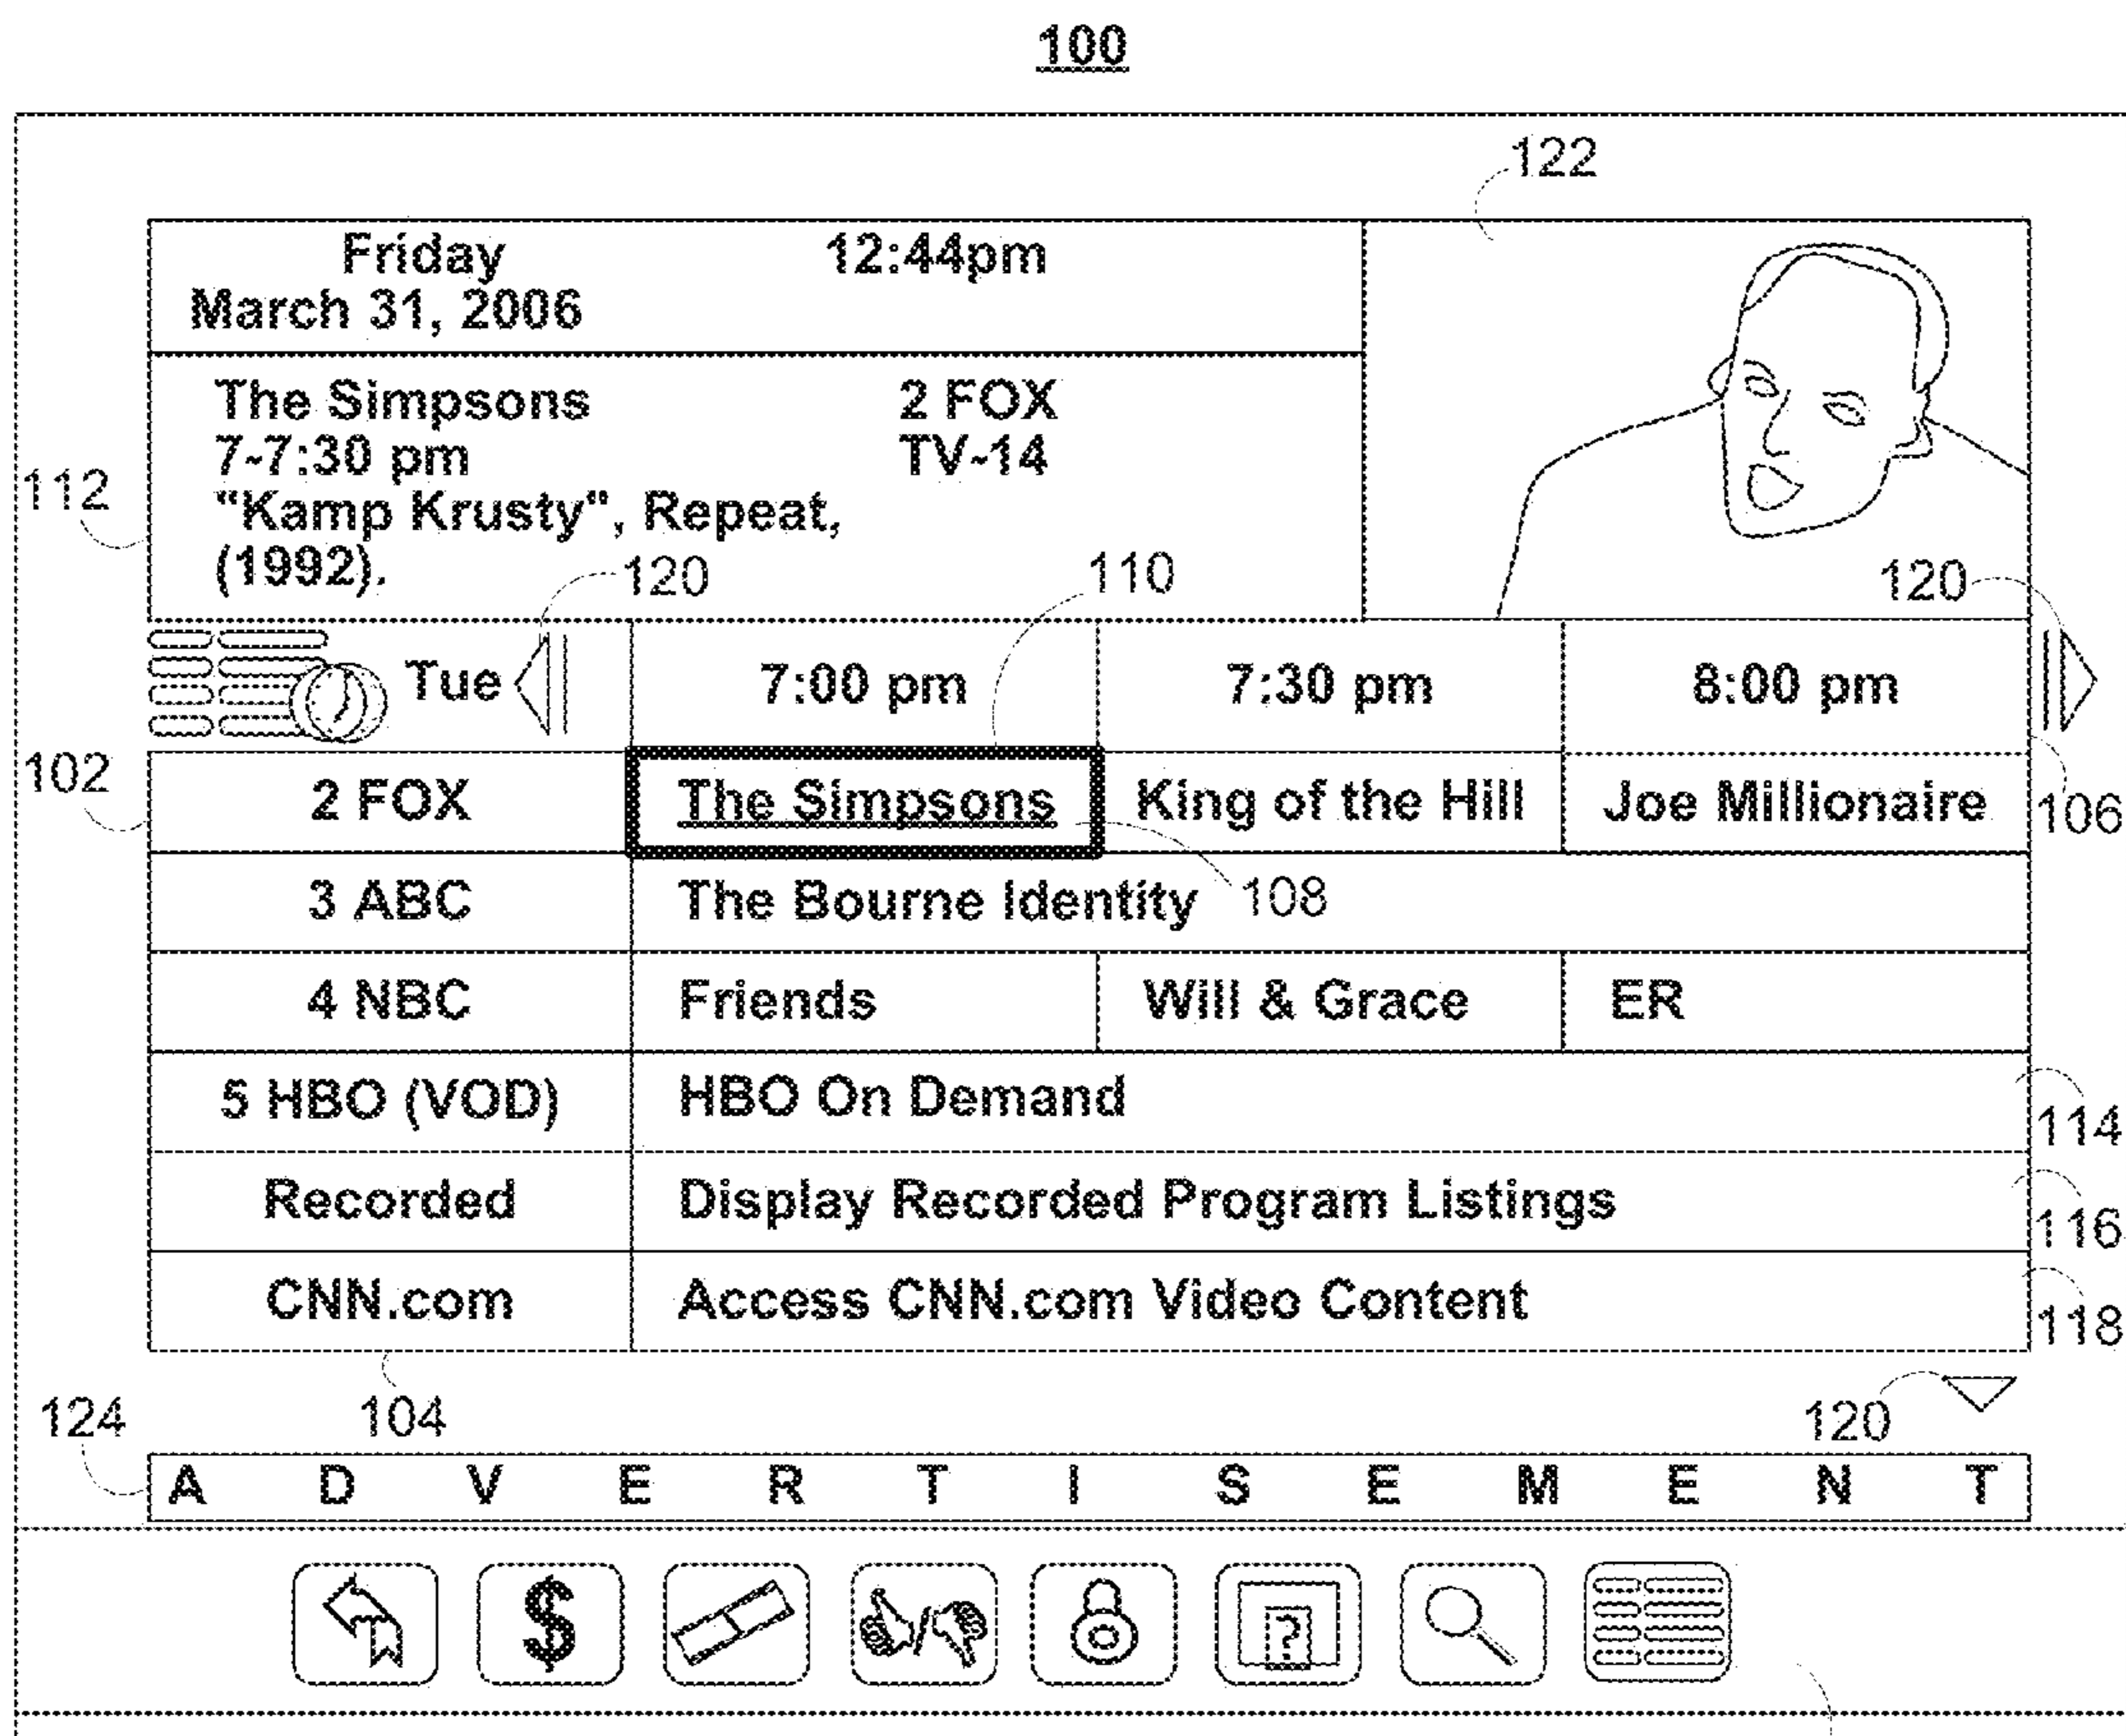 100
122
Friday 12:44pm
March 31, 2006
The Simpsons 2 FOX
7-7:30 pm TV-14
112
"Kamp Krusty", Repeat,
(1992).
120 110 120
Tue 7:00 pm 7:30 pm 8:00 pm
102
2 FOX The Simpsons King of the Hill Joe Millionaire 106
3 ABC The Bourne Identity 108
4 NBC Friends Will & Grace ER
5 HBO (VOD) HBO On Demand
114
Recorded Display Recorded Program Listings
116
CNN.com Access CNN.com Video Content
118
124 104 120
A D V E R T I S E M E N T
$ ?